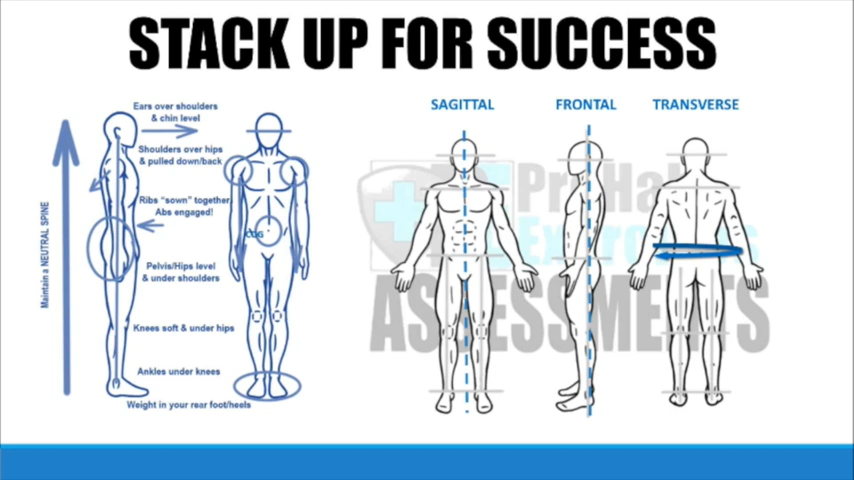 STACK UP FOR SUCCESS
Ears over shoulders
& chin level
Shoulders over hips
& pulled down/back
Ribs "sown" together.
Abs engaged!
COG
Pelvis/Hips level
& under shoulders
Knees soft & under hips
Ankles under knees
Weight in your rear foot/heels
Maintain a NEUTRAL SPINE
SAGITTAL
FRONTAL
TRANSVERSE
ASSESSMENTS